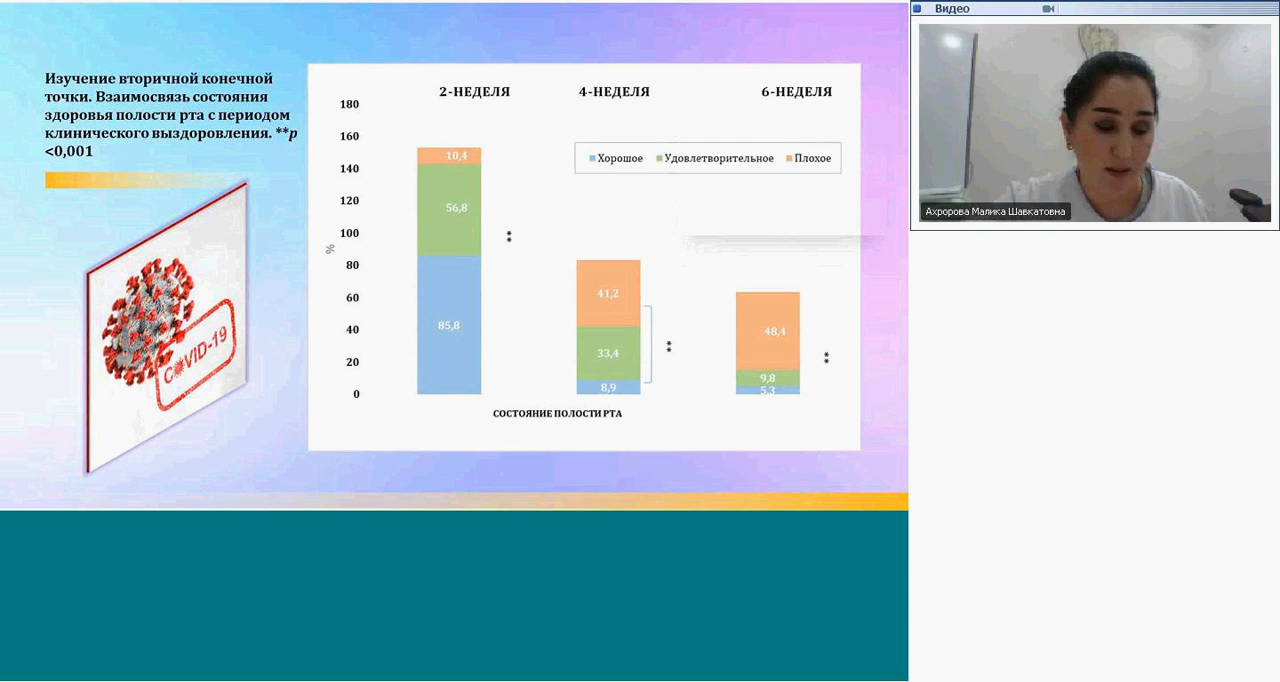 Видео
Изучение вторичной конечной
точки. Взаимосвязь состояния
здоровья полости рта с периодом
клинического выздоровления. **p
<0,001
2-НЕДЕЛЯ 4-НЕДЕЛЯ 6-НЕДЕЛЯ
180
160
140
120
100
80
60
40
20
0
%
Хорошое Удовлетворительное Плохое
10,4
56,8
85,8
**
41,2
33,4
8,9
**
48,4
9,8
5,3
**
СОСТОЯНИЕ ПОЛОСТИ РТА
COVID-19
Ахророва Малика Шавкатовна